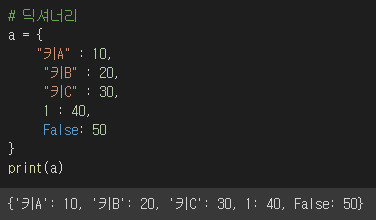 # 딕셔너리
a = {
"키A" : 10,
"키B" : 20,
"키C" : 30,
1 : 40,
False: 50
}
print(a)
{'키A': 10, '키B': 20, '키C': 30, 1: 40, False: 50}